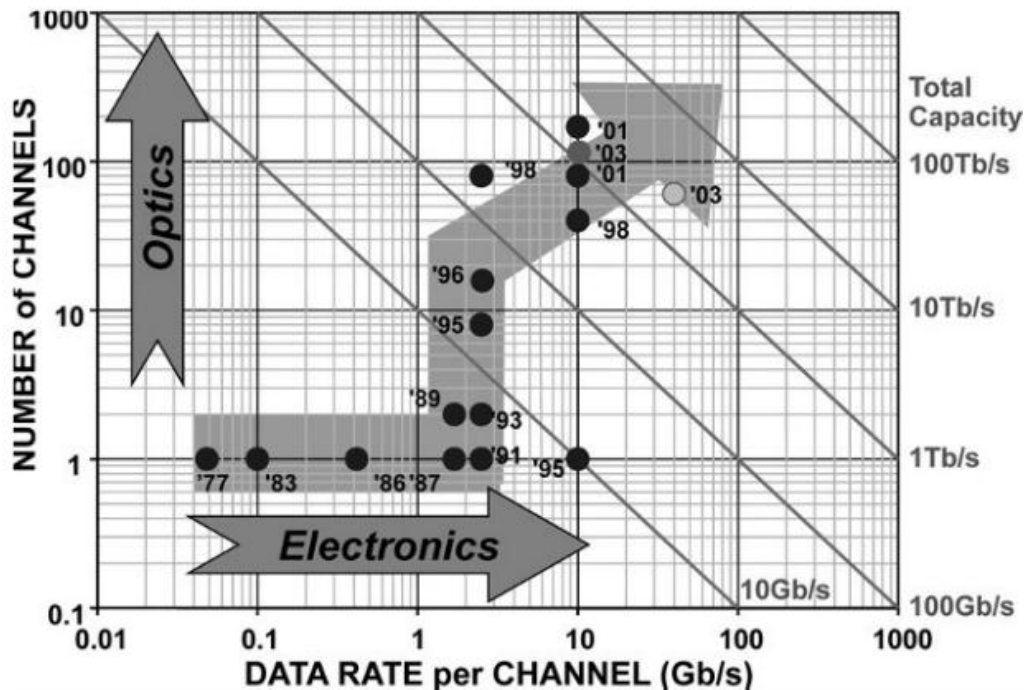 1000
100
10
1
0.1
NUMBER of CHANNELS
Optics
Electronics
'01
'03
'98
'01
'03
'98
'96
'95
'89
'93
'91
'95
'77
'83
'86 '87
Total
Capacity
100Tb/s
10Tb/s
1Tb/s
10Gb/s
100Gb/s
0.01
0.1
1
10
100
1000
DATA RATE per CHANNEL (Gb/s)